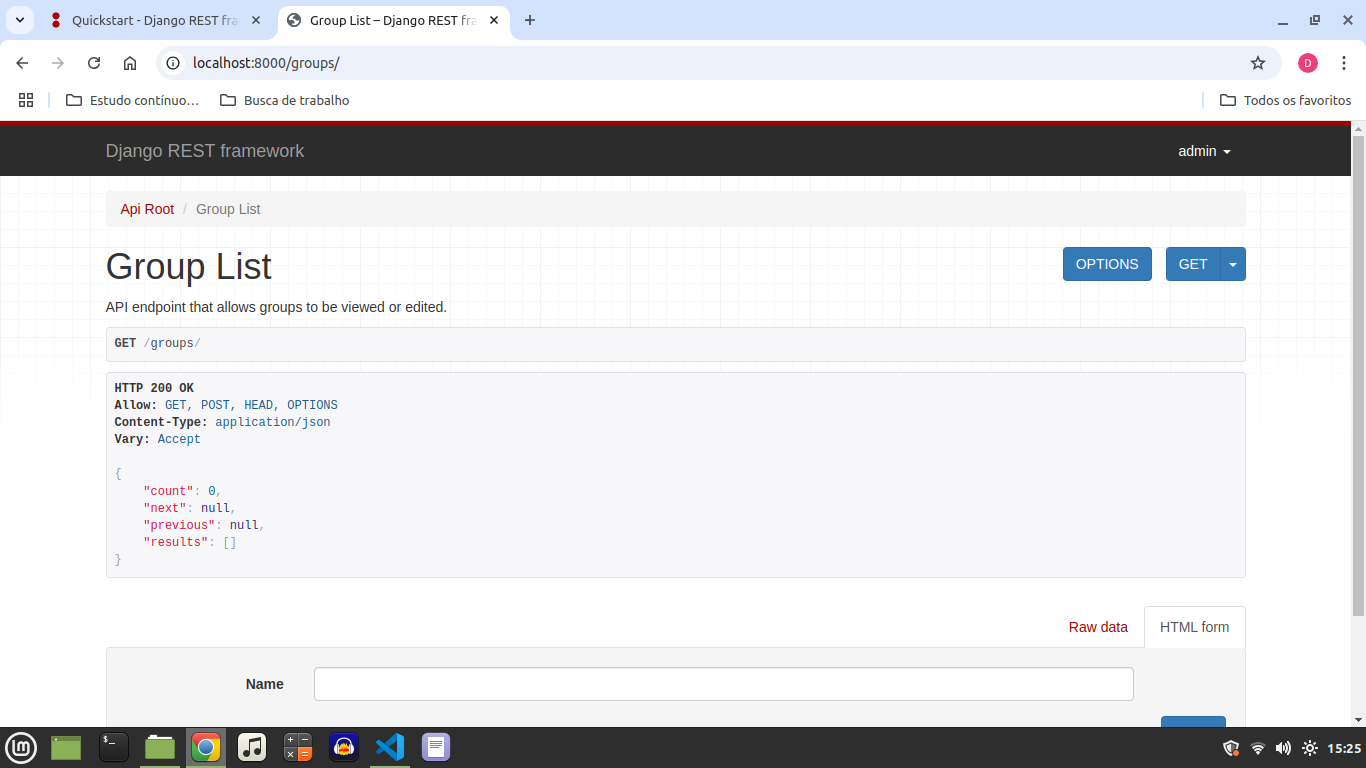 Quickstart - Django REST fra
Group List – Django REST fra
localhost:8000/groups/
D
Estudo contínuo…
Busca de trabalho
Todos os favoritos
Django REST framework
admin
Api Root / Group List
Group List
OPTIONS
GET
API endpoint that allows groups to be viewed or edited.
GET /groups/
HTTP 200 OK
Allow: GET, POST, HEAD, OPTIONS
Content-Type: application/json
Vary: Accept
{
    "count": 0,
    "next": null,
    "previous": null,
    "results": []
}
Raw data
HTML form
Name
15:25